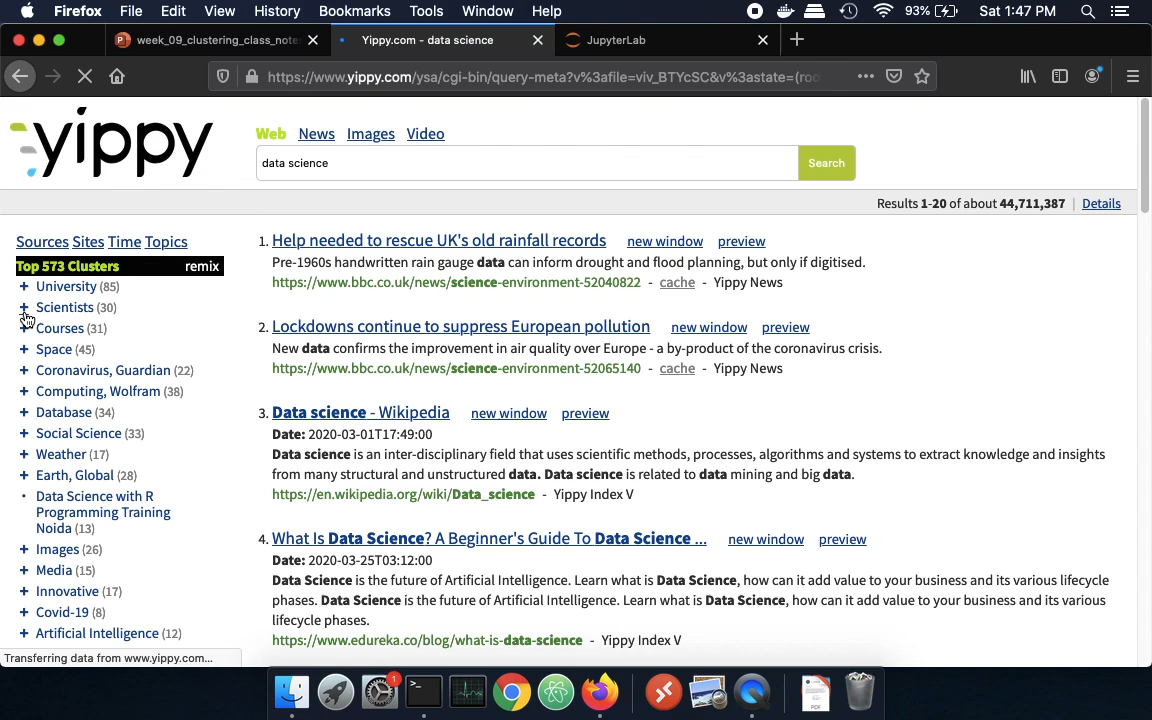 Firefox File Edit View History Bookmarks Tools Window Help 93% Sat 1:47 PM
week_09_clustering_class_note Yippy.com - data science JupyterLab
https://www.yippy.com/ysa/cgi-bin/query-meta?v%3afile=viv_BTYcSC&v%3astate=(roo
yippy
Web News Images Video
data science Search
Results 1-20 of about 44,711,387 | Details
Sources Sites Time Topics
Top 573 Clusters remix
+ University (85)
+ Scientists (30)
+ Courses (31)
+ Space (45)
+ Coronavirus, Guardian (22)
+ Computing, Wolfram (38)
+ Database (34)
+ Social Science (33)
+ Weather (17)
+ Earth, Global (28)
• Data Science with R
Programming Training
Noida (13)
+ Images (26)
+ Media (15)
+ Innovative (17)
+ Covid-19 (8)
+ Artificial Intelligence (12)
Transferring data from www.yippy.com...
1. Help needed to rescue UK's old rainfall records new window preview
Pre-1960s handwritten rain gauge data can inform drought and flood planning, but only if digitised.
https://www.bbc.co.uk/news/science-environment-52040822 - cache - Yippy News
2. Lockdowns continue to suppress European pollution new window preview
New data confirms the improvement in air quality over Europe - a by-product of the coronavirus crisis.
https://www.bbc.co.uk/news/science-environment-52065140 - cache - Yippy News
3. Data science - Wikipedia new window preview
Date: 2020-03-01T17:49:00
Data science is an inter-disciplinary field that uses scientific methods, processes, algorithms and systems to extract knowledge and insights
from many structural and unstructured data. Data science is related to data mining and big data.
https://en.wikipedia.org/wiki/Data_science - Yippy Index V
4. What Is Data Science? A Beginner's Guide To Data Science ... new window preview
Date: 2020-03-25T03:12:00
Data Science is the future of Artificial Intelligence. Learn what is Data Science, how can it add value to your business and its various lifecycle
phases. Data Science is the future of Artificial Intelligence. Learn what is Data Science, how can it add value to your business and its various
lifecycle phases.
https://www.edureka.co/blog/what-is-data-science - Yippy Index V
1
PDF